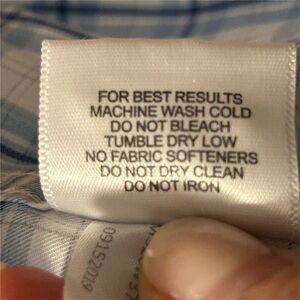 FOR BEST RESULTS
MACHINE WASH COLD
DO NOT BLEACH
TUMBLE DRY LOW
NO FABRIC SOFTENERS
DO NOT DRY CLEAN
DO NOT IRON
09152019